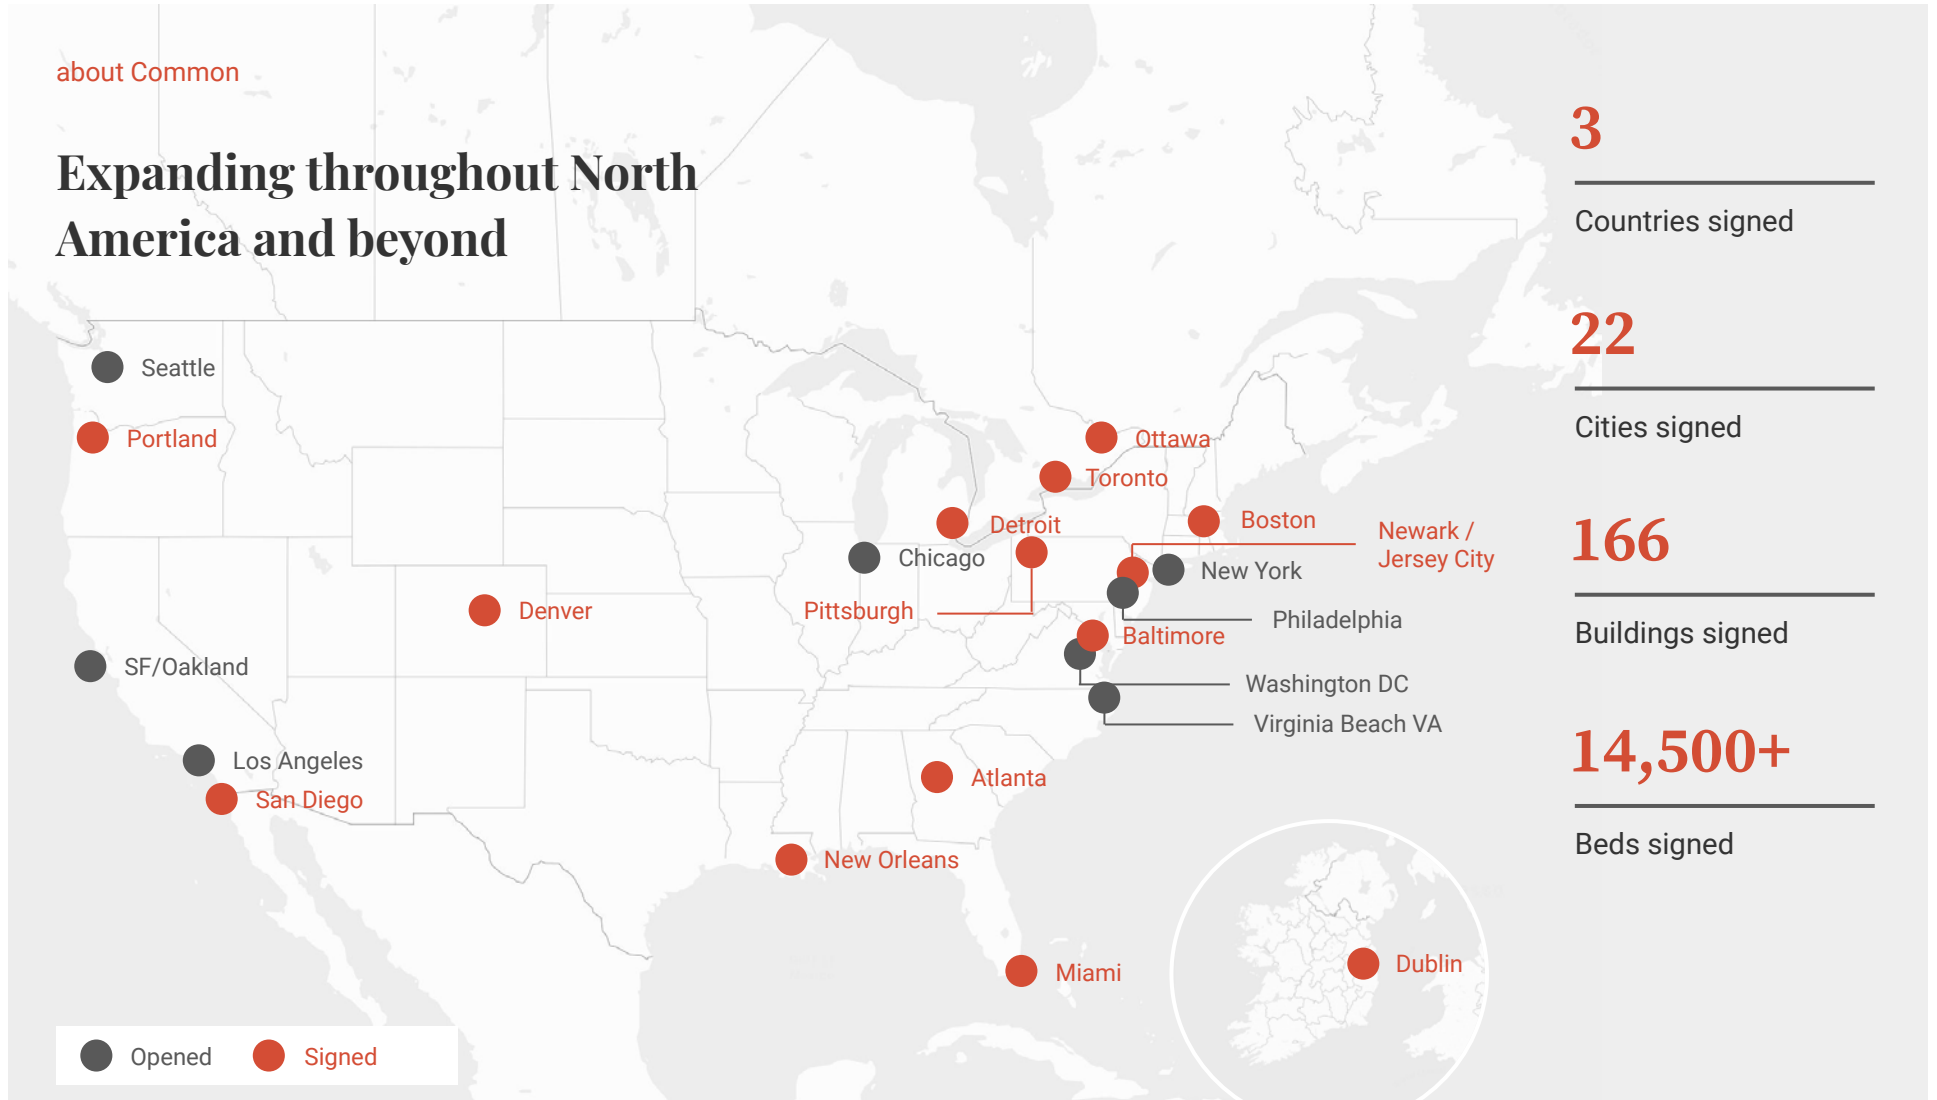 about Common
Expanding throughout North
America and beyond
3
Countries signed
22
Cities signed
166
Buildings signed
14,500+
Beds signed
Seattle
Portland
Ottawa
Toronto
Detroit
Boston
Newark /
Jersey City
Chicago
New York
Denver
Pittsburgh
Philadelphia
Baltimore
SF/Oakland
Washington DC
Virginia Beach VA
Los Angeles
San Diego
Atlanta
New Orleans
Miami
Dublin
Opened
Signed